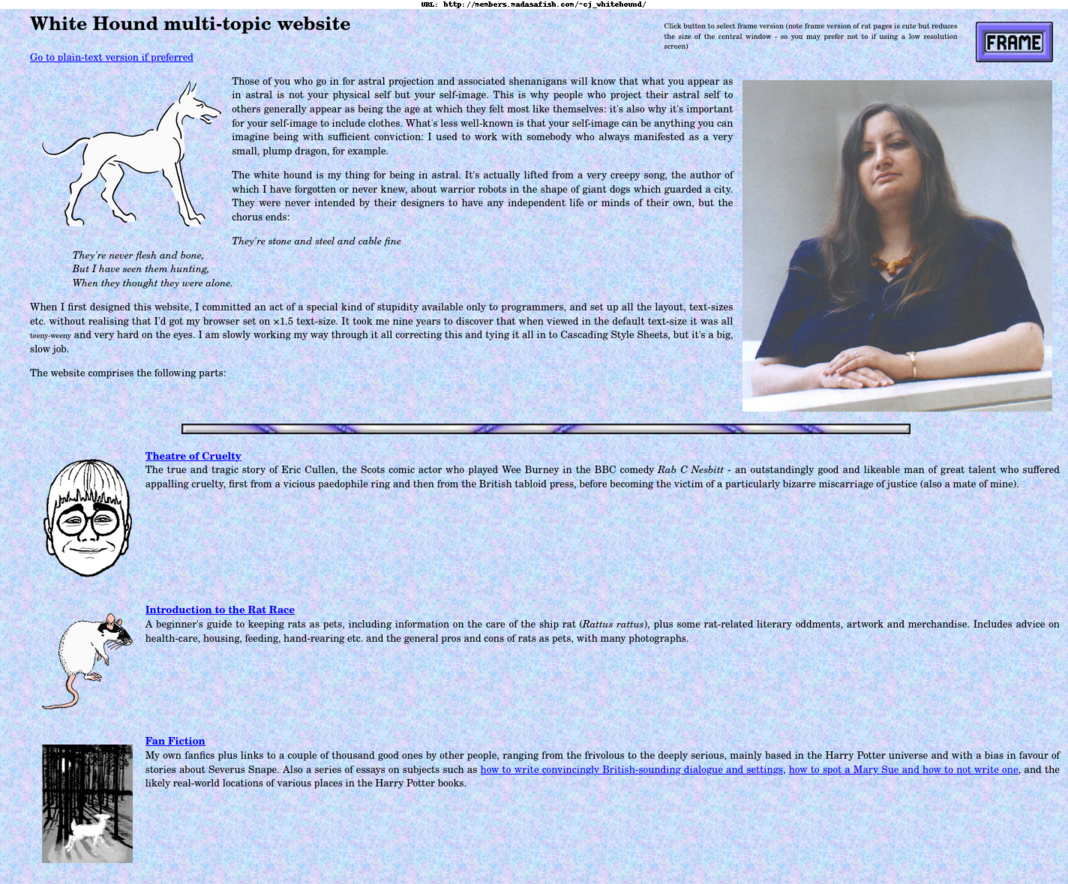 URL: http://members.madasafish.com/~cj_whitehound/
White Hound multi-topic website
Click button to select frame version (note frame version of rat pages is cute but reduces
the size of the central window - so you may prefer not to if using a low resolution
screen)
FRAME
Go to plain-text version if preferred
Those of you who go in for astral projection and associated shenanigans will know that what you appear as
in astral is not your physical self but your self-image. This is why people who project their astral self to
others generally appear as being the age at which they felt most like themselves: it's also why it's important
for your self-image to include clothes. What's less well-known is that your self-image can be anything you can
imagine being with sufficient conviction: I used to work with somebody who always manifested as a very
small, plump dragon, for example.
The white hound is my thing for being in astral. It's actually lifted from a very creepy song, the author of
which I have forgotten or never knew, about warrior robots in the shape of giant dogs which guarded a city.
They were never intended by their designers to have any independent life or minds of their own, but the
chorus ends:
They're stone and steel and cable fine
They're never flesh and bone,
But I have seen them hunting,
When they thought they were alone.
When I first designed this website, I committed an act of a special kind of stupidity available only to programmers, and set up all the layout, text-sizes
etc. without realising that I'd got my browser set on ×1.5 text-size. It took me nine years to discover that when viewed in the default text-size it was all
teeny-weeny and very hard on the eyes. I am slowly working my way through it all correcting this and tying it all in to Cascading Style Sheets, but it's a big,
slow job.
The website comprises the following parts:
Theatre of Cruelty
The true and tragic story of Eric Cullen, the Scots comic actor who played Wee Burney in the BBC comedy Rab C Nesbitt - an outstandingly good and likeable man of great talent who suffered
appalling cruelty, first from a vicious paedophile ring and then from the British tabloid press, before becoming the victim of a particularly bizarre miscarriage of justice (also a mate of mine).
Introduction to the Rat Race
A beginner's guide to keeping rats as pets, including information on the care of the ship rat (Rattus rattus), plus some rat-related literary oddments, artwork and merchandise. Includes advice on
health-care, housing, feeding, hand-rearing etc. and the general pros and cons of rats as pets, with many photographs.
Fan Fiction
My own fanfics plus links to a couple of thousand good ones by other people, ranging from the frivolous to the deeply serious, mainly based in the Harry Potter universe and with a bias in favour of
stories about Severus Snape. Also a series of essays on subjects such as how to write convincingly British-sounding dialogue and settings, how to spot a Mary Sue and how to not write one, and the
likely real-world locations of various places in the Harry Potter books.